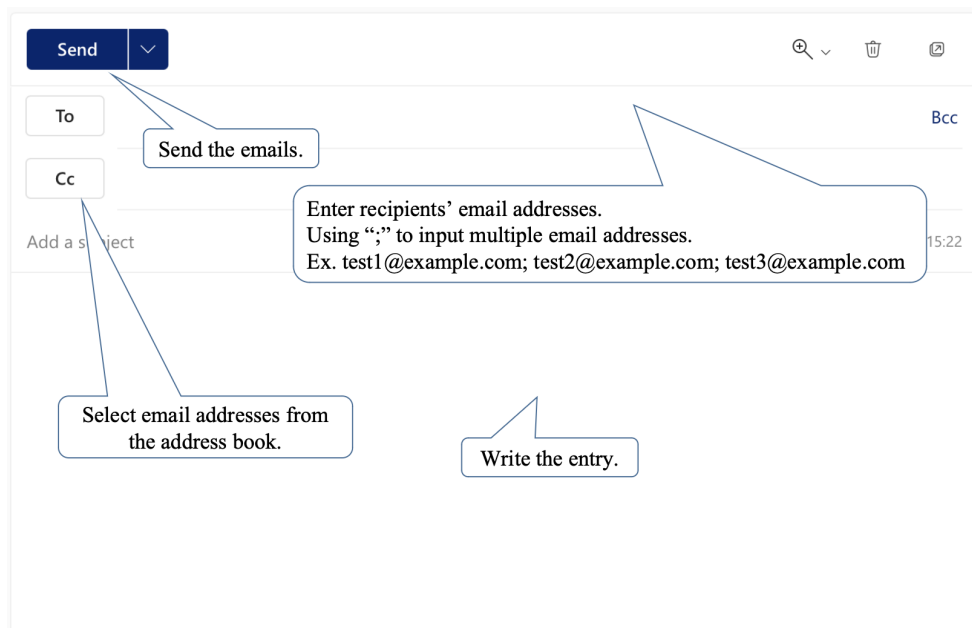 Send
To
Bcc
Send the emails.
Cc
Enter recipients’ email addresses.
Using “;” to input multiple email addresses.
Ex. test1@example.com; test2@example.com; test3@example.com
Add a s ject
15:22
Select email addresses from
the address book.
Write the entry.